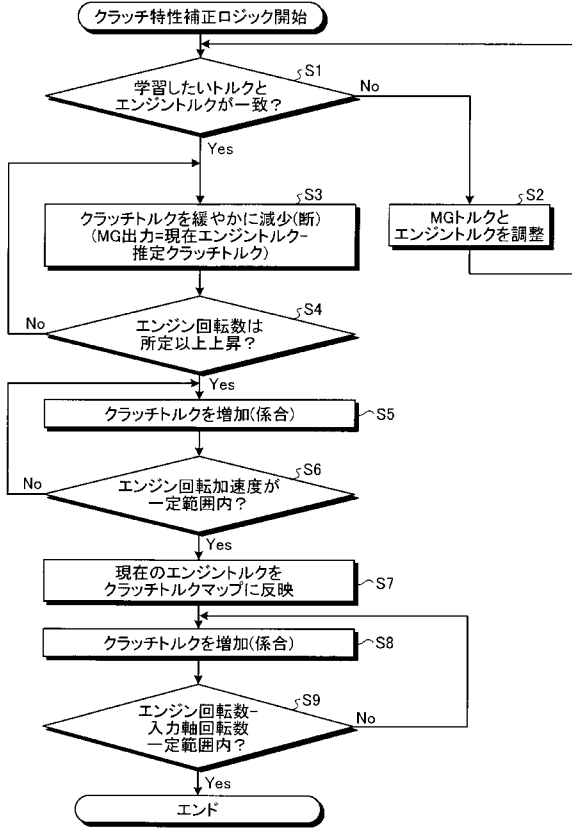 クラッチ特性補正ロジック開始
S1
学習したいトルクと
エンジントルクが一致？
No
Yes
S2
MGトルクと
エンジントルクを調整
S3
クラッチトルクを緩やかに減少(断)
(MG出力=現在エンジントルク-
推定クラッチトルク)
S4
エンジン回転数は
所定以上上昇？
No
Yes
クラッチトルクを増加(係合)
S5
S6
エンジン回転加速度が
一定範囲内？
No
Yes
現在のエンジントルクを
クラッチトルクマップに反映
S7
クラッチトルクを増加(係合)
S8
S9
エンジン回転数-
入力軸回転数
一定範囲内？
No
Yes
エンド